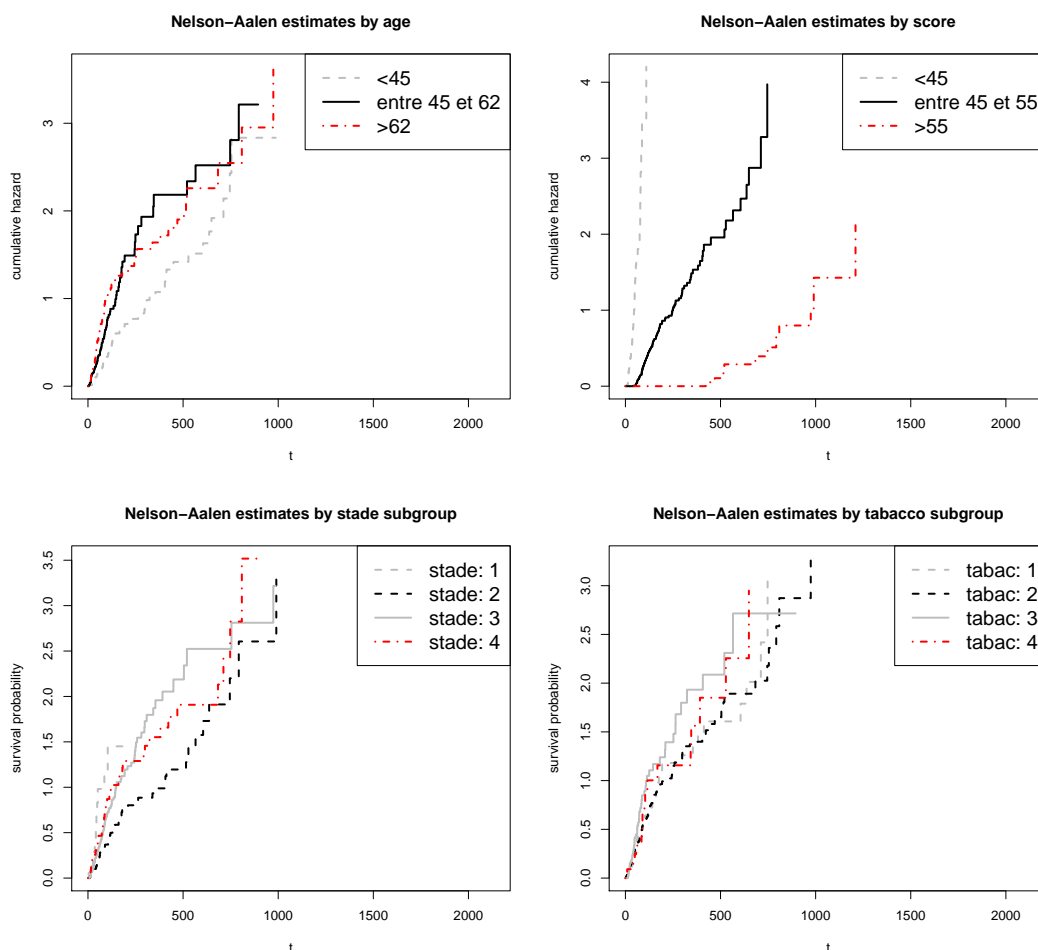 Nelson−Aalen estimates by age
<45
entre 45 et 62
>62
cumulative hazard
0 1 2 3
0 500 1000 1500 2000
t
Nelson−Aalen estimates by score
<45
entre 45 et 55
>55
cumulative hazard
0 1 2 3 4
0 500 1000 1500 2000
t
Nelson−Aalen estimates by stade subgroup
stade: 1
stade: 2
stade: 3
stade: 4
survival probability
0.0 0.5 1.0 1.5 2.0 2.5 3.0 3.5
0 500 1000 1500 2000
t
Nelson−Aalen estimates by tabacco subgroup
tabac: 1
tabac: 2
tabac: 3
tabac: 4
survival probability
0.0 0.5 1.0 1.5 2.0 2.5 3.0
0 500 1000 1500 2000
t